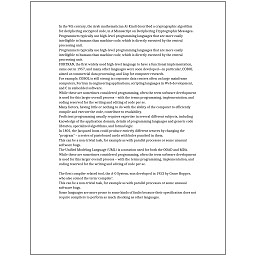 In the 9th century, the Arab mathematician Al-Kindi described a cryptographic algorithm
for deciphering encrypted code, in A Manuscript on Deciphering Cryptographic Messages.
Programmers typically use high-level programming languages that are more easily
intelligible to humans than machine code, which is directly executed by the central
processing unit.
Programmers typically use high-level programming languages that are more easily
intelligible to humans than machine code, which is directly executed by the central
processing unit.
FORTRAN, the first widely used high-level language to have a functional implementation,
came out in 1957, and many other languages were soon developed—in particular, COBOL
aimed at commercial data processing, and Lisp for computer research.
For example, COBOL is still strong in corporate data centers often on large mainframe
computers, Fortran in engineering applications, scripting languages in Web development,
and C in embedded software.
While these are sometimes considered programming, often the term software development
is used for this larger overall process – with the terms programming, implementation, and
coding reserved for the writing and editing of code per se.
Many factors, having little or nothing to do with the ability of the computer to efficiently
compile and execute the code, contribute to readability.
Proficient programming usually requires expertise in several different subjects, including
knowledge of the application domain, details of programming languages and generic code
libraries, specialized algorithms, and formal logic.
In 1801, the Jacquard loom could produce entirely different weaves by changing the
"program" – a series of pasteboard cards with holes punched in them.
This can be a non-trivial task, for example as with parallel processes or some unusual
software bugs.
The Unified Modeling Language (UML) is a notation used for both the OOAD and MDA.
While these are sometimes considered programming, often the term software development
is used for this larger overall process – with the terms programming, implementation, and
coding reserved for the writing and editing of code per se.
The first compiler related tool, the A-0 System, was developed in 1952 by Grace Hopper,
who also coined the term 'compiler'.
This can be a non-trivial task, for example as with parallel processes or some unusual
software bugs.
Some languages are more prone to some kinds of faults because their specification does not
require compilers to perform as much checking as other languages.